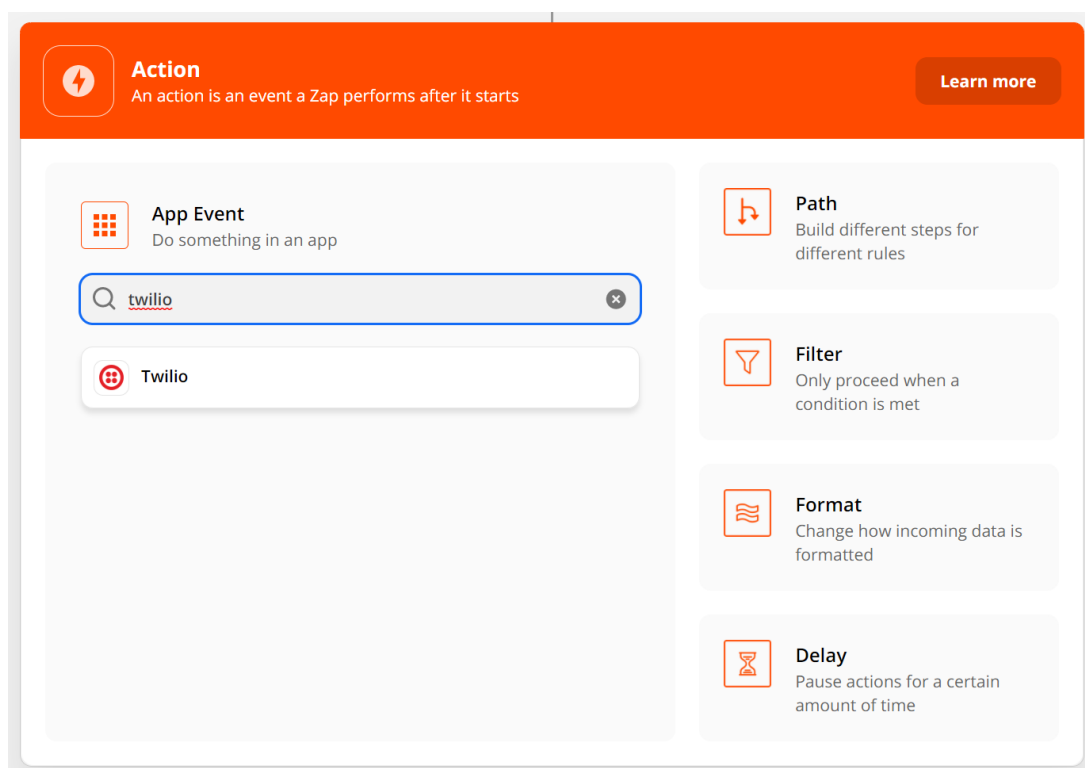 Action
An action is an event a Zap performs after it starts
Learn more
App Event
Do something in an app
twilio
Twilio
Path
Build different steps for
different rules
Filter
Only proceed when a
condition is met
Format
Change how incoming data is
formatted
Delay
Pause actions for a certain
amount of time